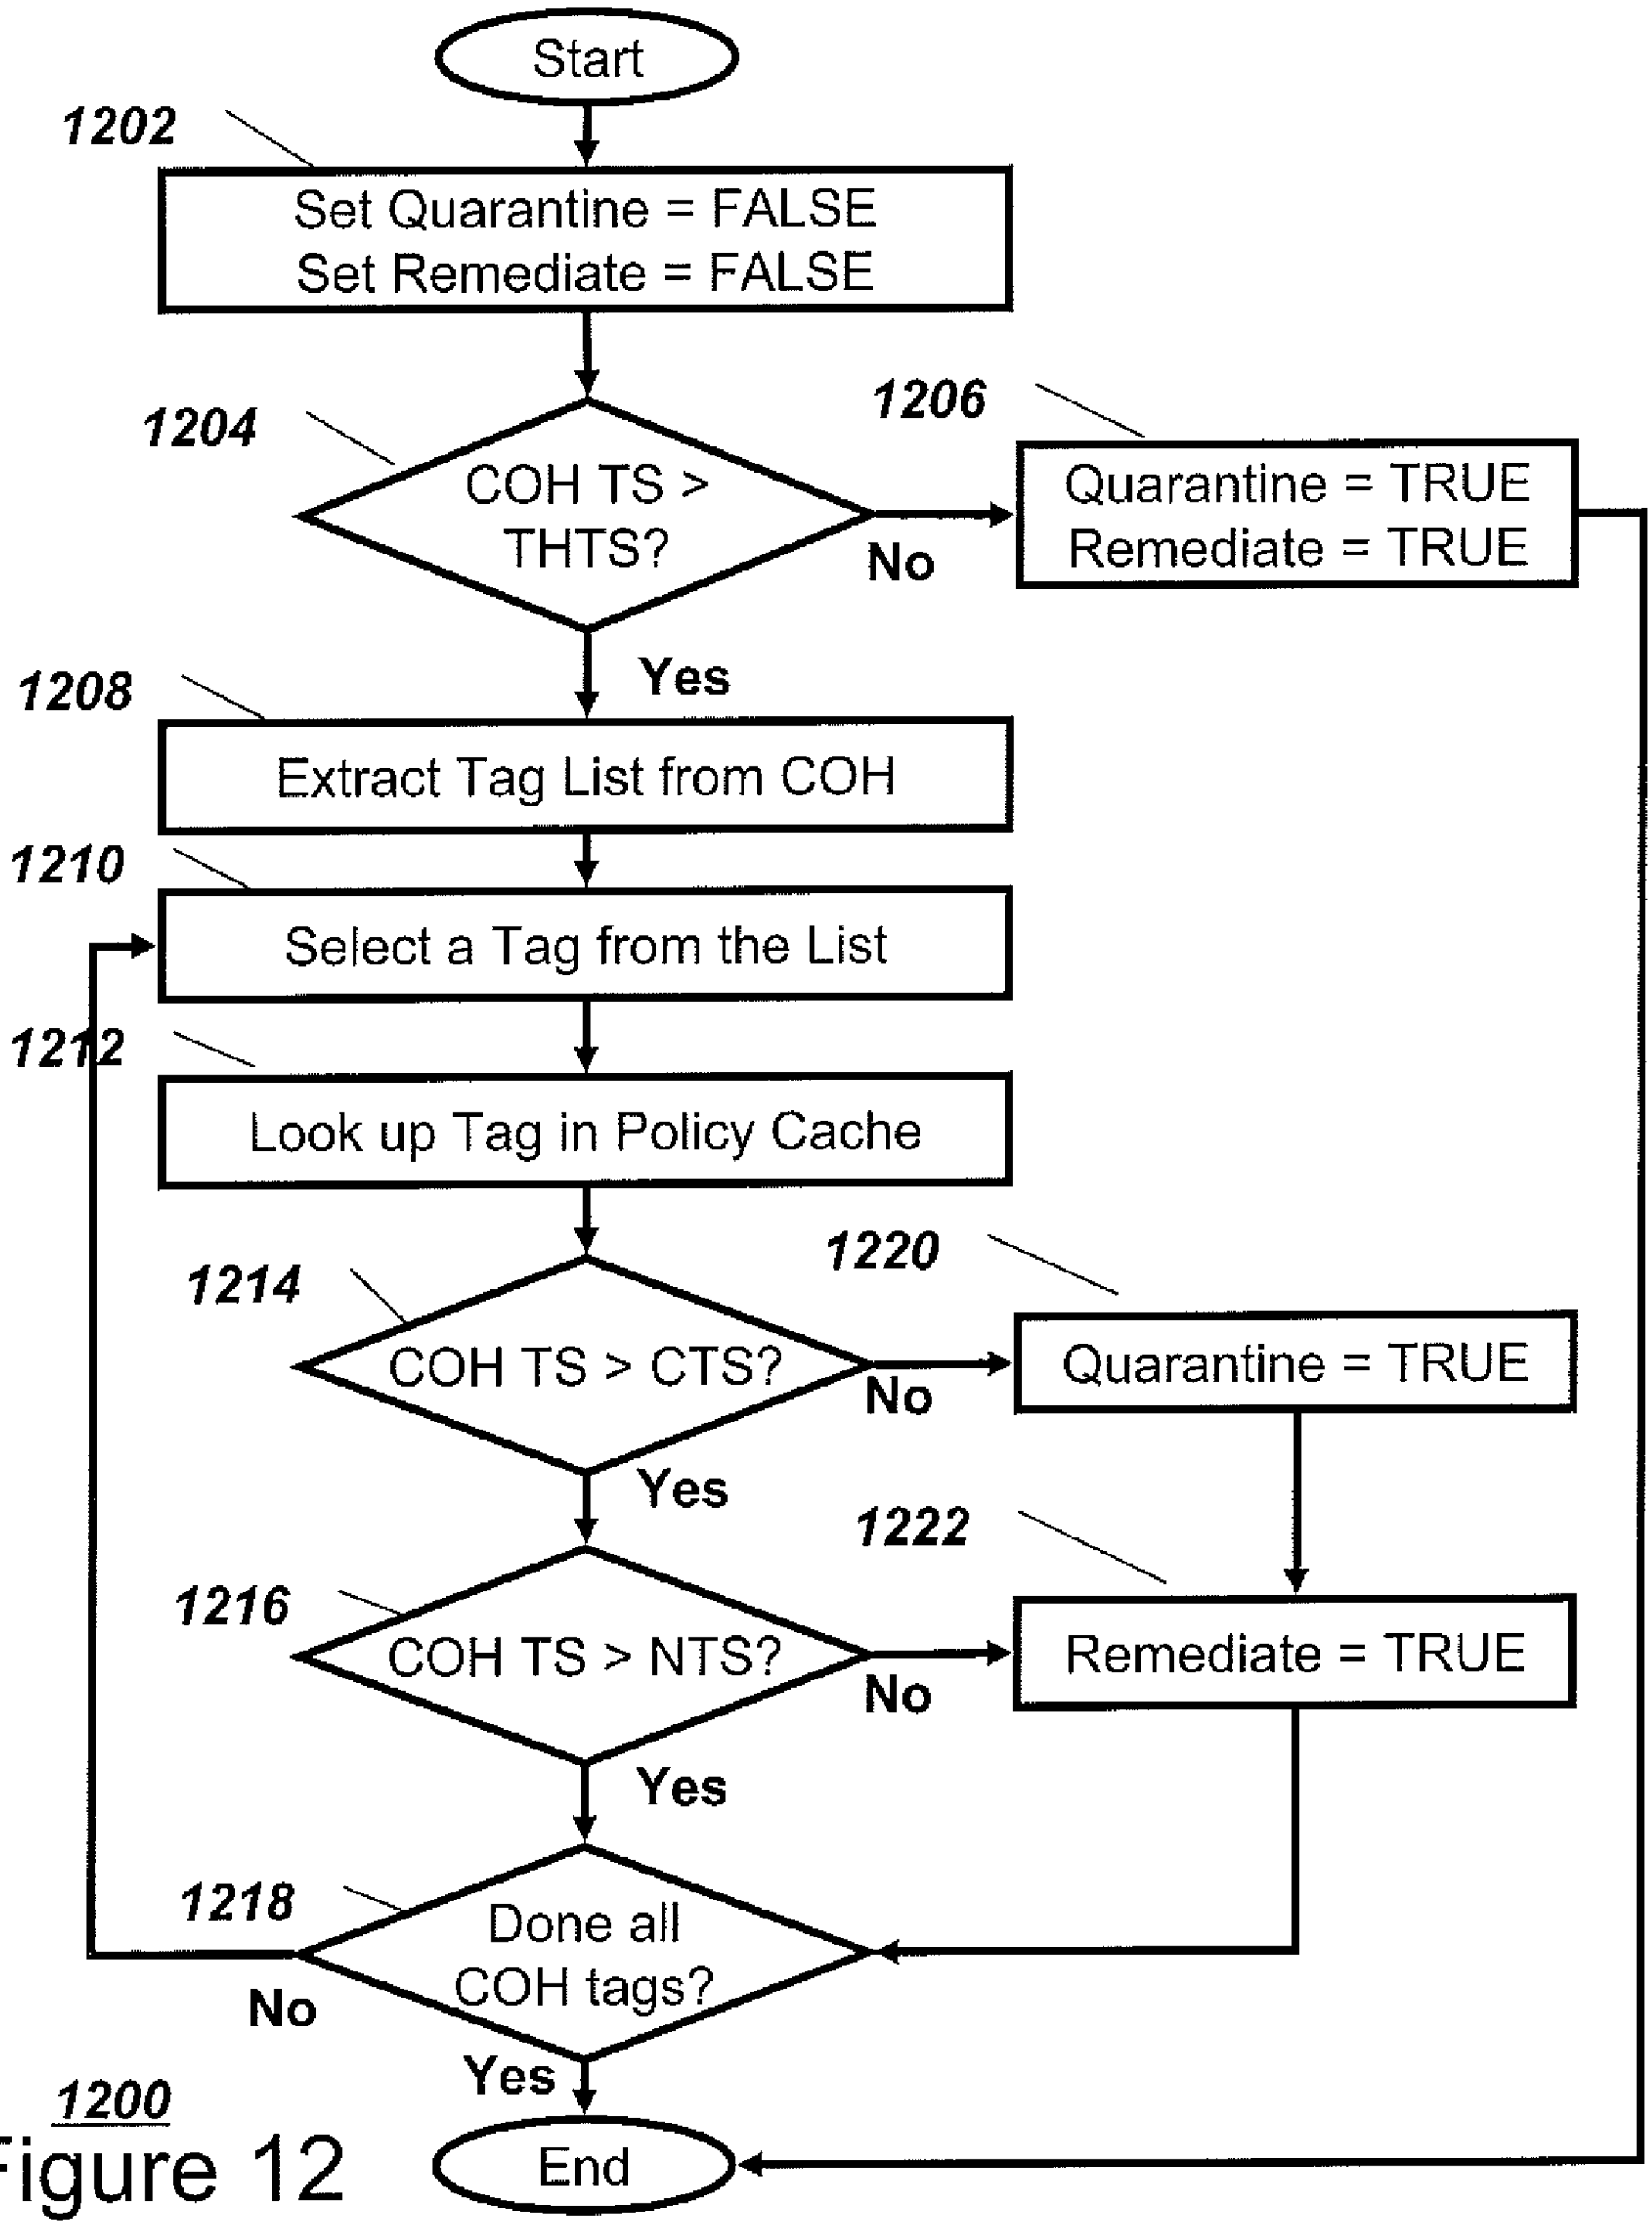 Start
1202
Set Quarantine = FALSE
Set Remediate = FALSE
1204
COH TS >
THTS?
No
1206
Quarantine = TRUE
Remediate = TRUE
Yes
1208
Extract Tag List from COH
1210
Select a Tag from the List
1212
Look up Tag in Policy Cache
1214
COH TS > CTS?
No
1220
Quarantine = TRUE
Yes
1216
COH TS > NTS?
No
1222
Remediate = TRUE
Yes
1218
Done all
COH tags?
No
Yes
End
1200
Figure 12